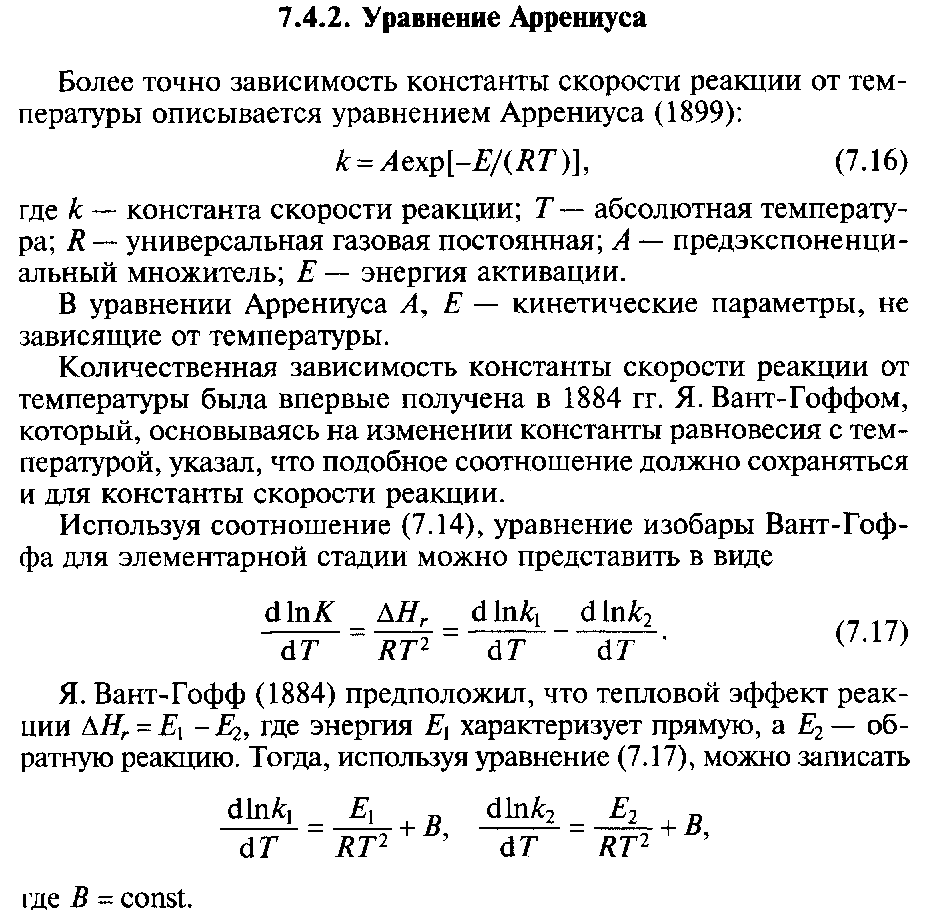 7.4.2. Уравнение Аррениуса
Более точно зависимость константы скорости реакции от тем-
пературы описывается уравнением Аррениуса (1899):
k = Aexp[–E/(RT)], (7.16)
где k — константа скорости реакции; T — абсолютная температу-
ра; R — универсальная газовая постоянная; A — предэкспоненци-
альный множитель; E — энергия активации.
В уравнении Аррениуса A, E — кинетические параметры, не
зависящие от температуры.
Количественная зависимость константы скорости реакции от
температуры была впервые получена в 1884 гг. Я. Вант-Гоффом,
который, основываясь на изменении константы равновесия с тем-
пературой, указал, что подобное соотношение должно сохраняться
и для константы скорости реакции.
Используя соотношение (7.14), уравнение изобары Вант-Гоф-
фа для элементарной стадии можно представить в виде
d lnK/dT = ΔHᵣ/RT² = d lnk₁/dT – d lnk₂/dT. (7.17)
Я. Вант-Гофф (1884) предположил, что тепловой эффект реак-
ции ΔHᵣ = E₁ – E₂, где энергия E₁ характеризует прямую, а E₂ — об-
ратную реакцию. Тогда, используя уравнение (7.17), можно записать
d lnk₁/dT = E₁/RT² + B, d lnk₂/dT = E₂/RT² + B,
где B = const.